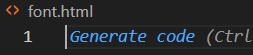 <> font.html
1 Generate code (Ctrl